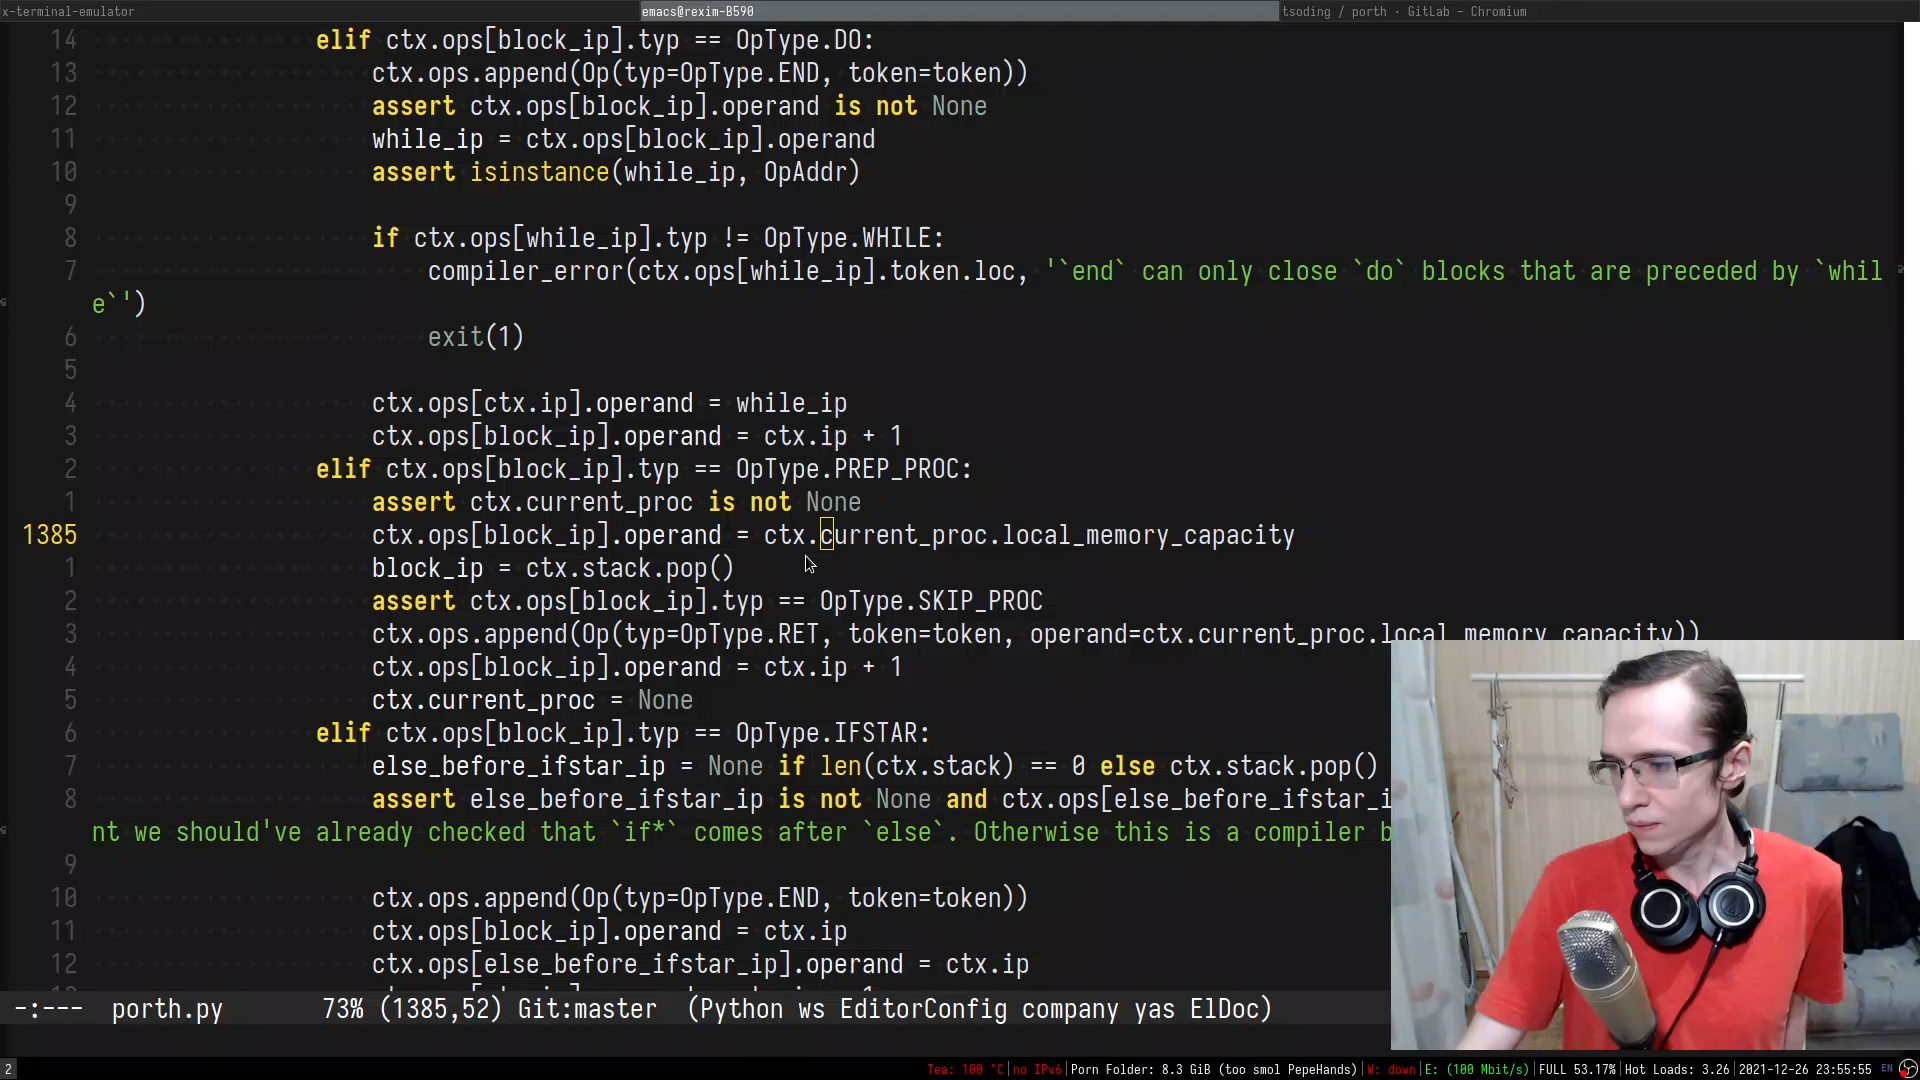 x-terminal-emulator emacs@rexim-B590 tsoding / porth · GitLab - Chromium
14 elif ctx.ops[block_ip].typ == OpType.DO:
13 ctx.ops.append(Op(typ=OpType.END, token=token))
12 assert ctx.ops[block_ip].operand is not None
11 while_ip = ctx.ops[block_ip].operand
10 assert isinstance(while_ip, OpAddr)
9
8 if ctx.ops[while_ip].typ != OpType.WHILE:
7 compiler_error(ctx.ops[while_ip].token.loc, '`end` can only close `do` blocks that are preceded by `whil
e`')
6 exit(1)
5
4 ctx.ops[ctx.ip].operand = while_ip
3 ctx.ops[block_ip].operand = ctx.ip + 1
2 elif ctx.ops[block_ip].typ == OpType.PREP_PROC:
1 assert ctx.current_proc is not None
1385 ctx.ops[block_ip].operand = ctx.current_proc.local_memory_capacity
1 block_ip = ctx.stack.pop()
2 assert ctx.ops[block_ip].typ == OpType.SKIP_PROC
3 ctx.ops.append(Op(typ=OpType.RET, token=token, operand=ctx.current_proc.local_memory_capacity))
4 ctx.ops[block_ip].operand = ctx.ip + 1
5 ctx.current_proc = None
6 elif ctx.ops[block_ip].typ == OpType.IFSTAR:
7 else_before_ifstar_ip = None if len(ctx.stack) == 0 else ctx.stack.pop()
8 assert else_before_ifstar_ip is not None and ctx.ops[else_before_ifstar_i
nt we should've already checked that `if*` comes after `else`. Otherwise this is a compiler b
9
10 ctx.ops.append(Op(typ=OpType.END, token=token))
11 ctx.ops[block_ip].operand = ctx.ip
12 ctx.ops[else_before_ifstar_ip].operand = ctx.ip
-:--- porth.py 73% (1385,52) Git:master (Python ws EditorConfig company yas ElDoc)
2 Tea: 100 °C|no IPv6|Porn Folder: 8.3 GiB (too smol PepeHands)|W: down|E: (100 Mbit/s)|FULL 53.17%|Hot Loads: 3.26|2021-12-26 23:55:55 EN